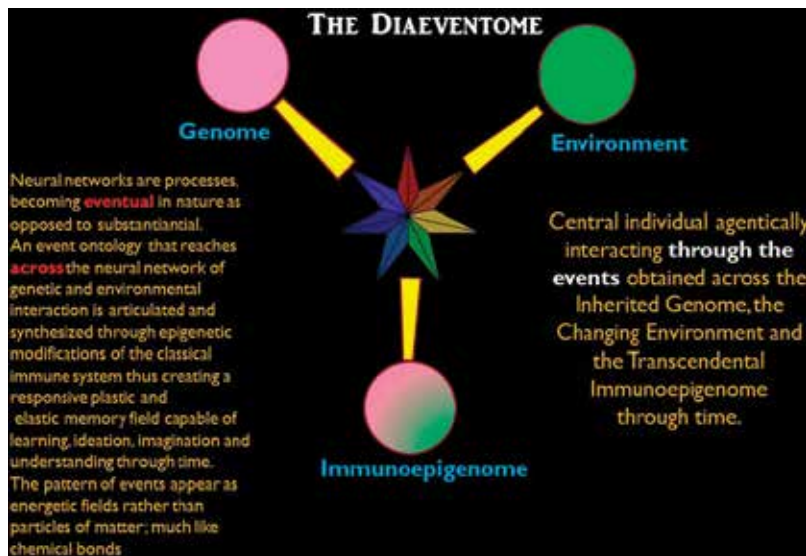 THE DIAEVENTOME
Genome
Environment
Neural networks are processes,
becoming eventual in nature as
opposed to substantiantial.
An event ontology that reaches
across the neural network of
genetic and environmental
interaction is articulated and
synthesized through epigenetic
modifications of the classical
immune system thus creating a
responsive plastic and
elastic memory field capable of
learning, ideation, imagination and
understanding through time.
The pattern of events appear as
energetic fields rather than
particles of matter; much like
chemical bonds
Central individual agentically
interacting through the
events obtained across the
Inherited Genome, the
Changing Environment and
the Transcendental
Immunoepigenome
through time.
Immunoepigenome